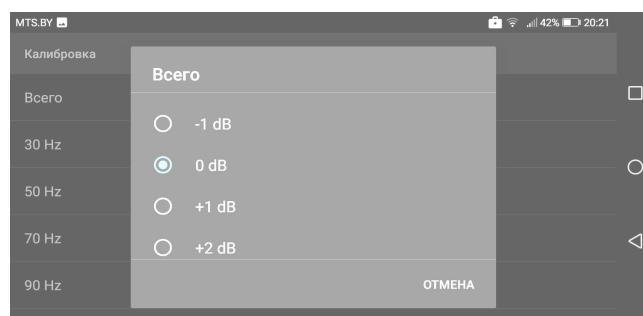 MTS.BY 42% 20:21
Калибровка
Всего
Всего
-1 dB
30 Hz
0 dB
50 Hz
+1 dB
70 Hz
+2 dB
90 Hz
ОТМЕНА